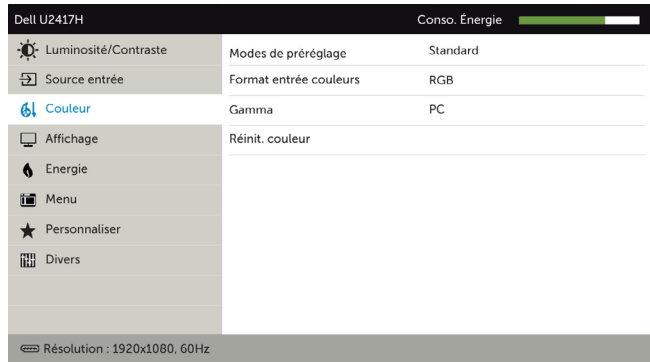 Dell U2417H Conso. Énergie
Luminosité/Contraste Modes de préréglage Standard
Source entrée Format entrée couleurs RGB
Couleur Gamma PC
Affichage Réinit. couleur
Energie
Menu
Personnaliser
Divers
Résolution : 1920x1080, 60Hz